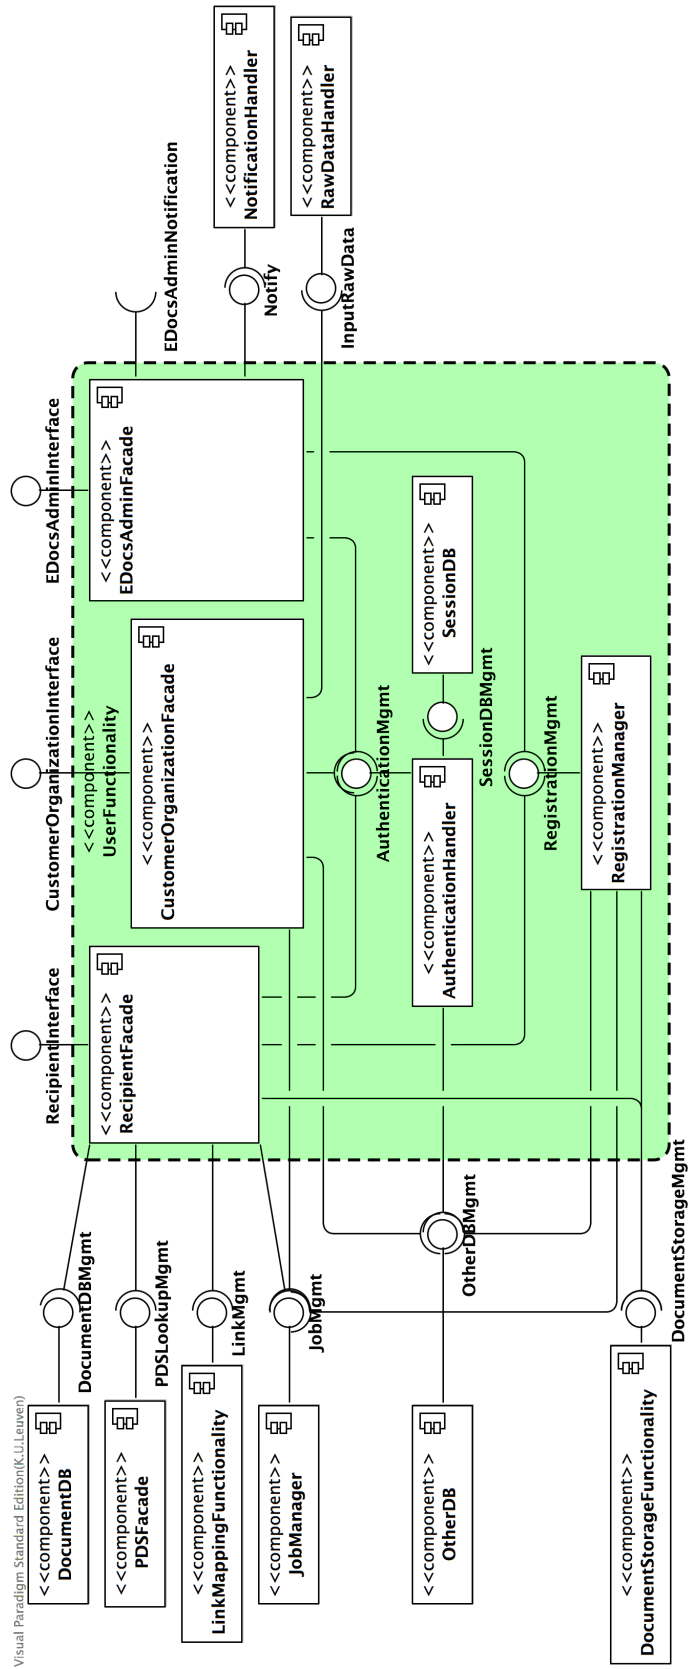 Visual Paradigm Standard Edition(K.U.Leuven)
<<component>>
DocumentDB
DocumentDBMgmt
<<component>>
PDSFacade
PDSLookupMgmt
<<component>>
LinkMappingFunctionality
LinkMgmt
<<component>>
JobManager
JobMgmt
<<component>>
OtherDB
OtherDBMgmt
<<component>>
DocumentStorageFunctionality
DocumentStorageMgmt
RecipientInterface
CustomerOrganizationInterface
EDocsAdminInterface
<<component>>
UserFunctionality
<<component>>
RecipientFacade
<<component>>
CustomerOrganizationFacade
<<component>>
EDocsAdminFacade
AuthenticationMgmt
<<component>>
AuthenticationHandler
SessionDBMgmt
<<component>>
SessionDB
RegistrationMgmt
<<component>>
RegistrationManager
EDocsAdminNotification
Notify
<<component>>
NotificationHandler
InputRawData
<<component>>
RawDataHandler